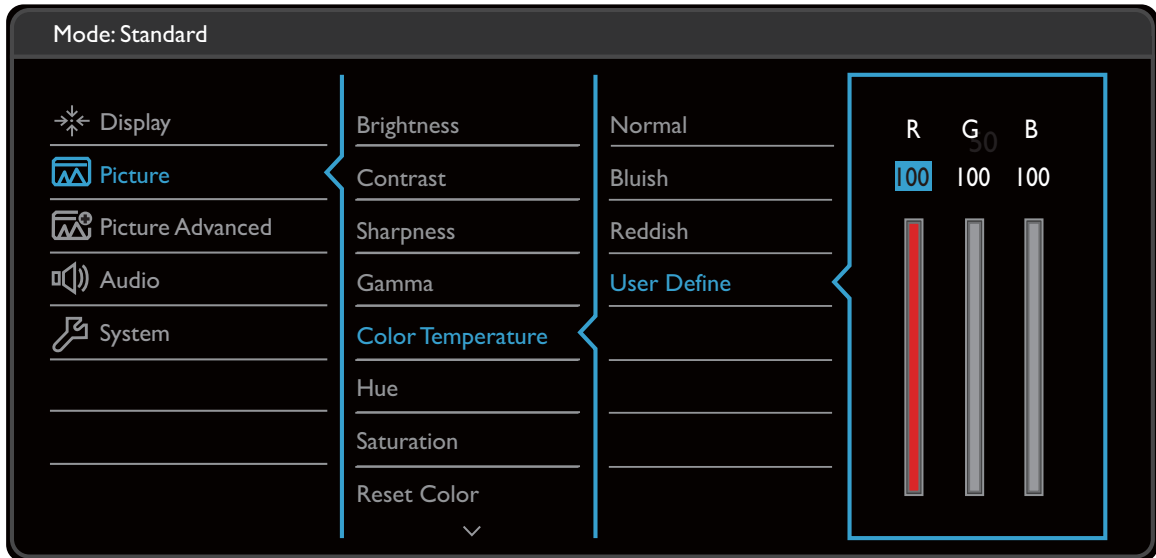 Mode: Standard
Display
Picture
Picture Advanced
Audio
System
Brightness
Contrast
Sharpness
Gamma
Color Temperature
Hue
Saturation
Reset Color
Normal
Bluish
Reddish
User Define
R G B
50
100 100 100